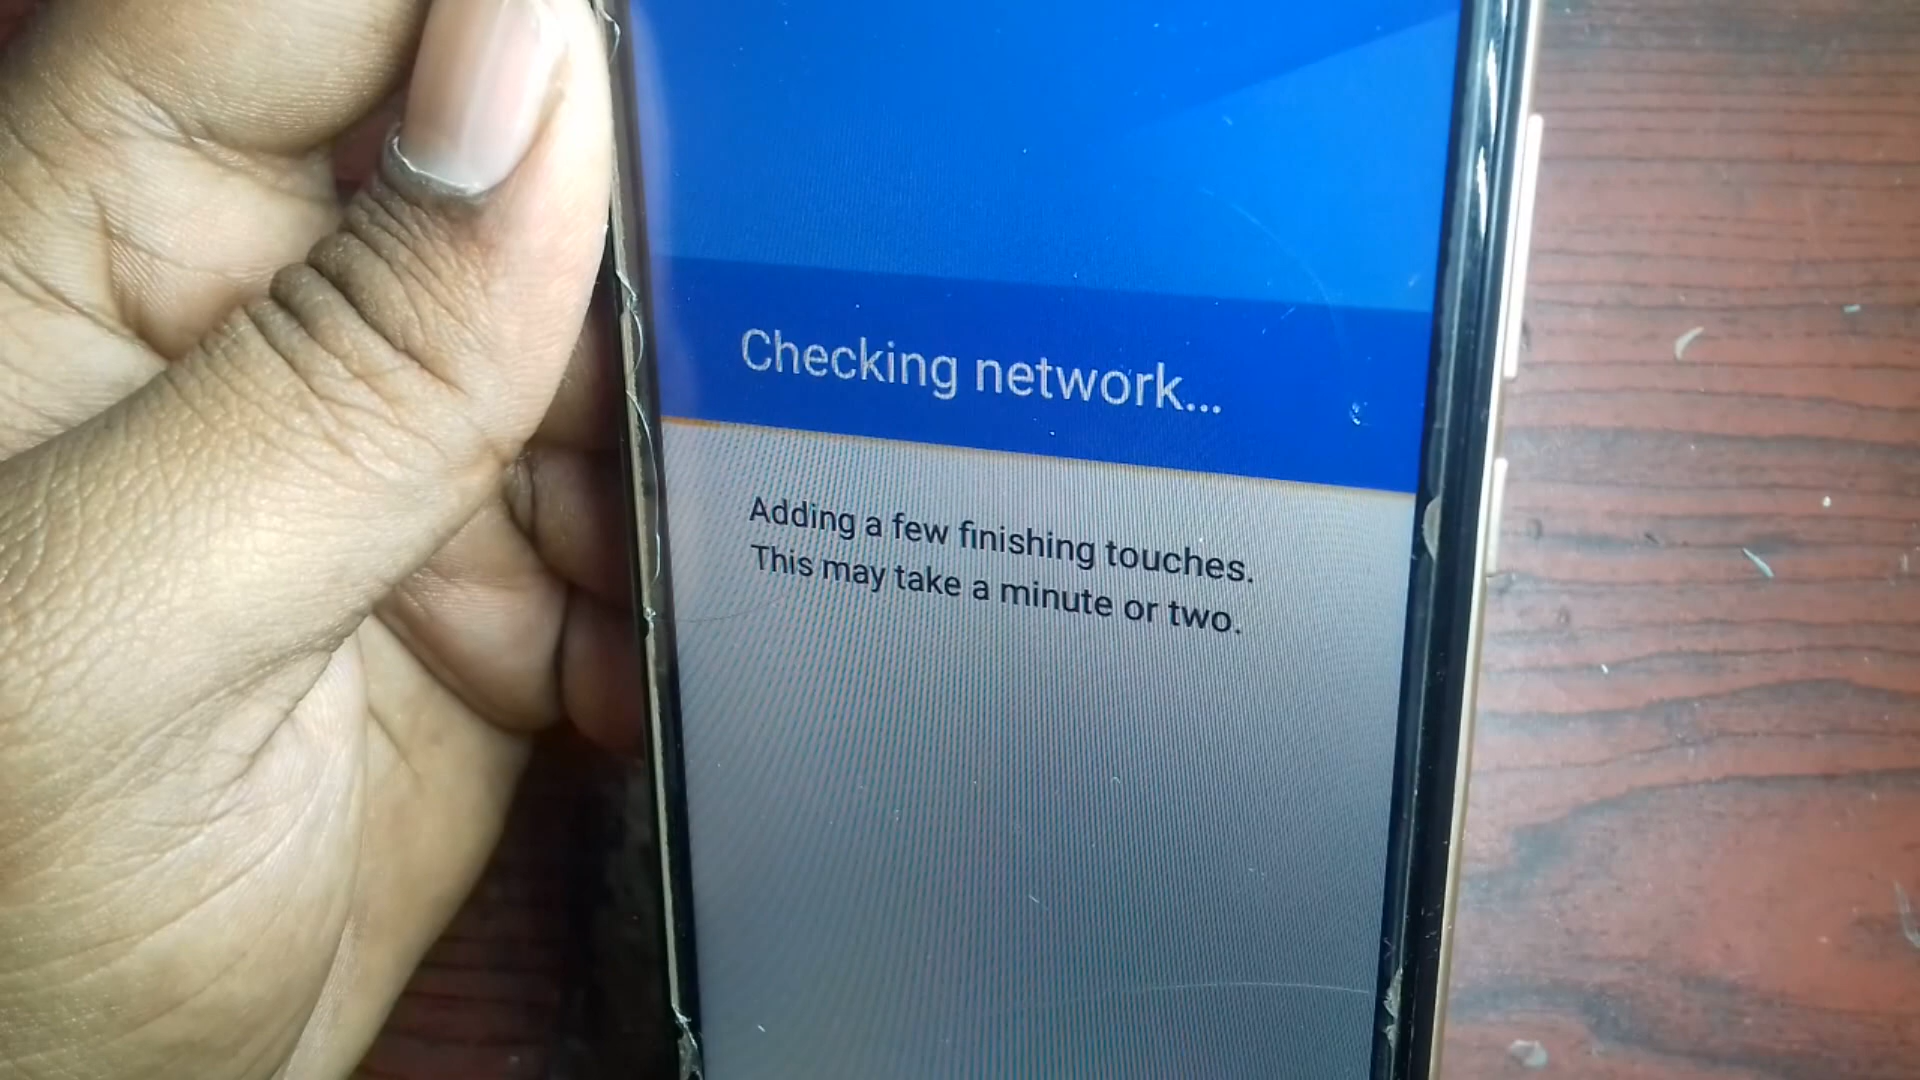 Checking network...
Adding a few finishing touches.
This may take a minute or two.